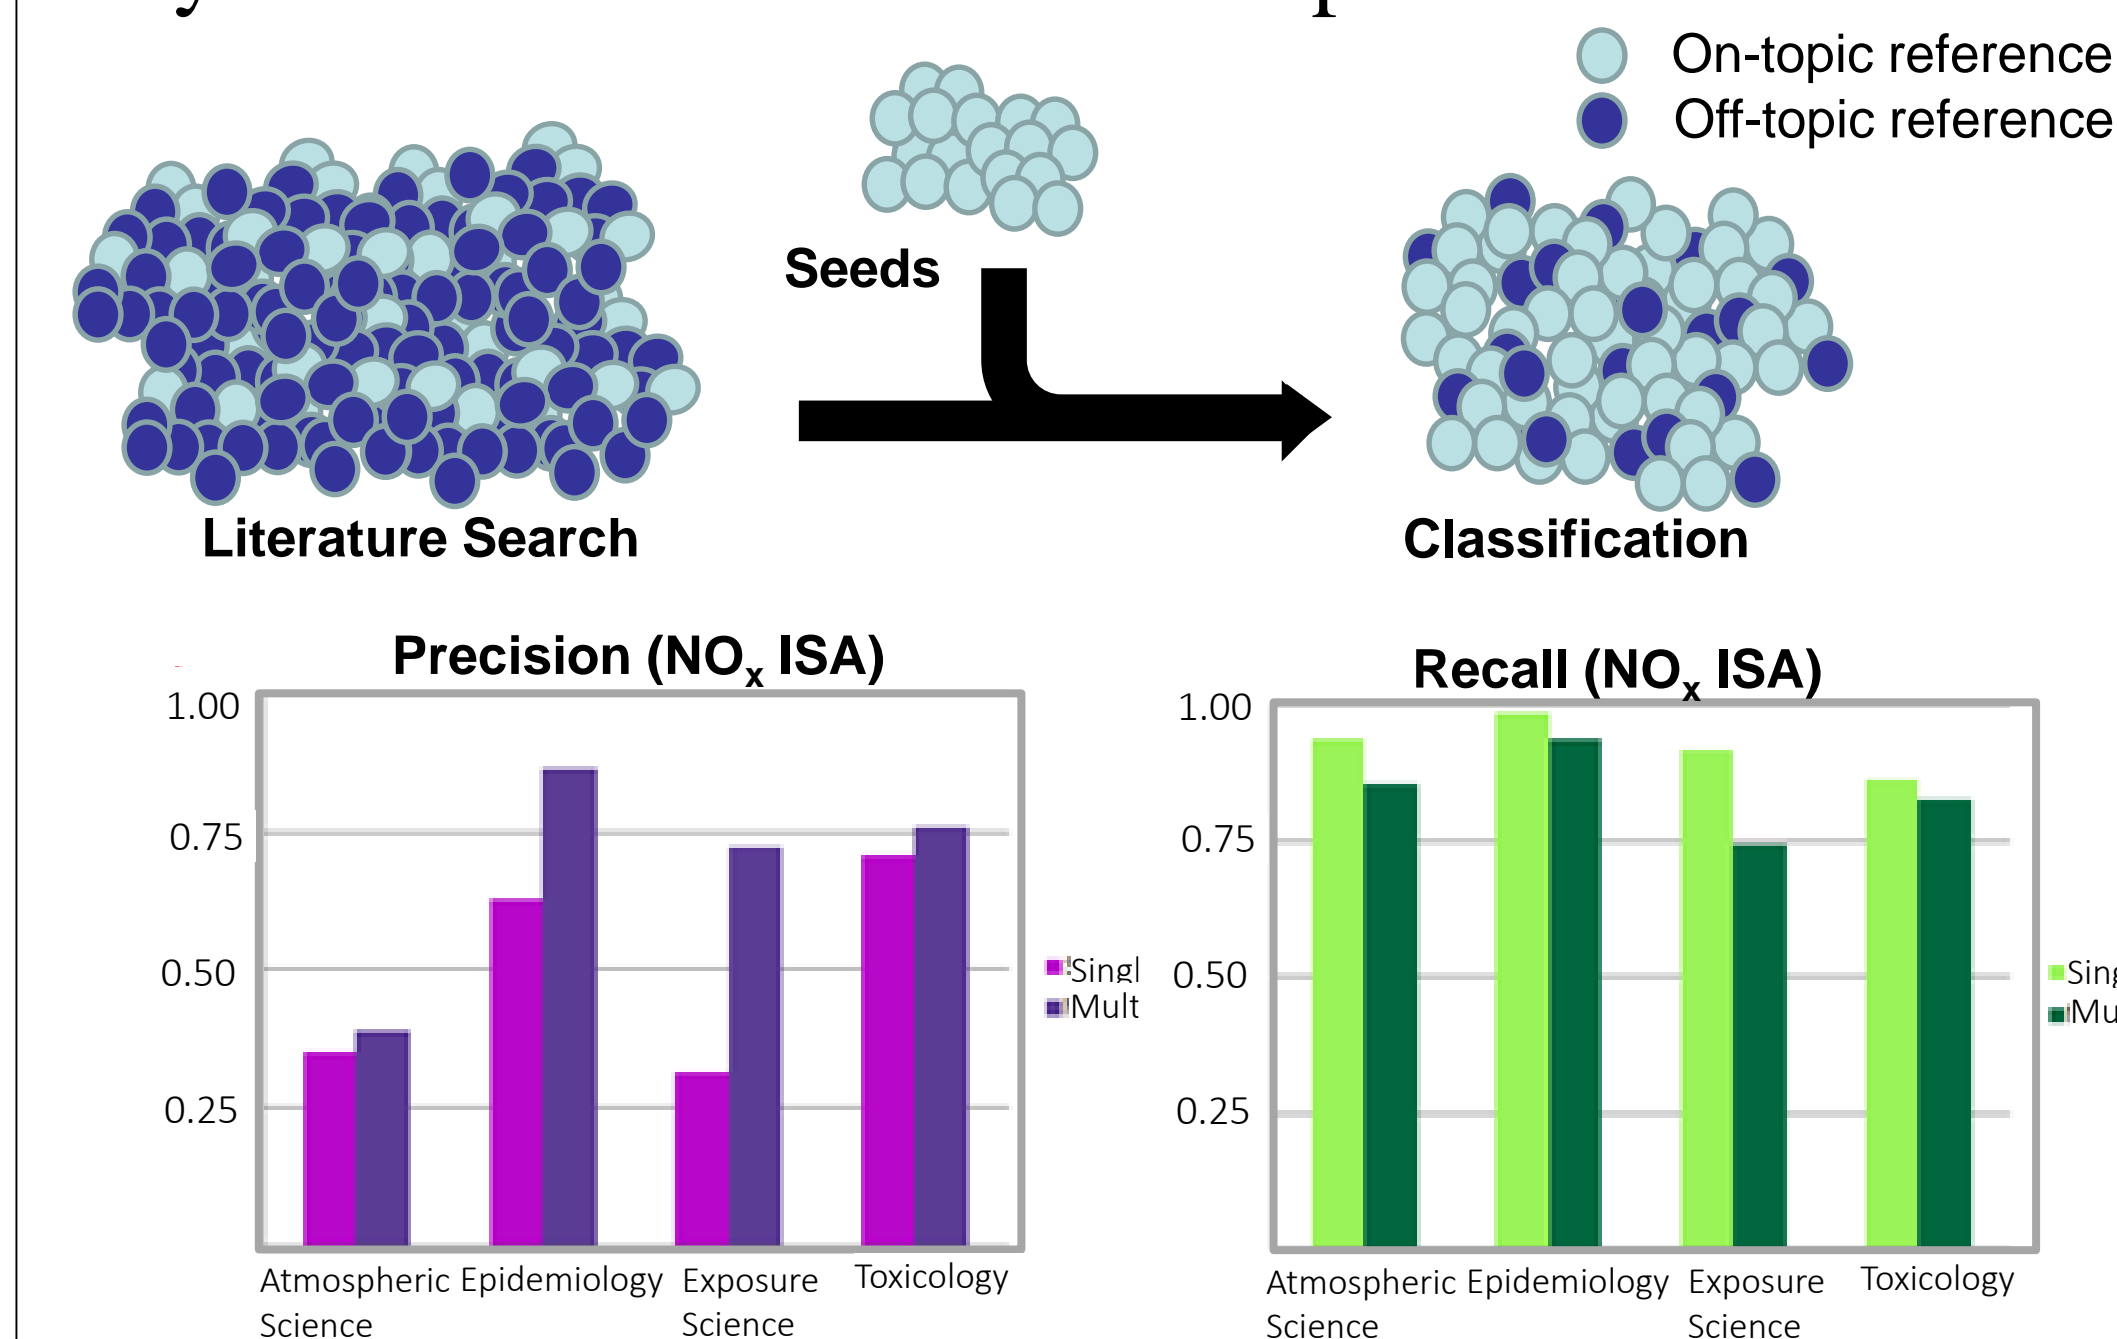 On-topic reference
Off-topic reference
Seeds
Literature Search
Classification
Precision (NOx ISA)
1.00
0.75
0.50
0.25
Singl
Mult
Atmospheric Science
Epidemiology
Exposure Science
Toxicology
Recall (NOx ISA)
1.00
0.75
0.50
0.25
Sing
Mu
Atmospheric Science
Epidemiology
Exposure Science
Toxicology